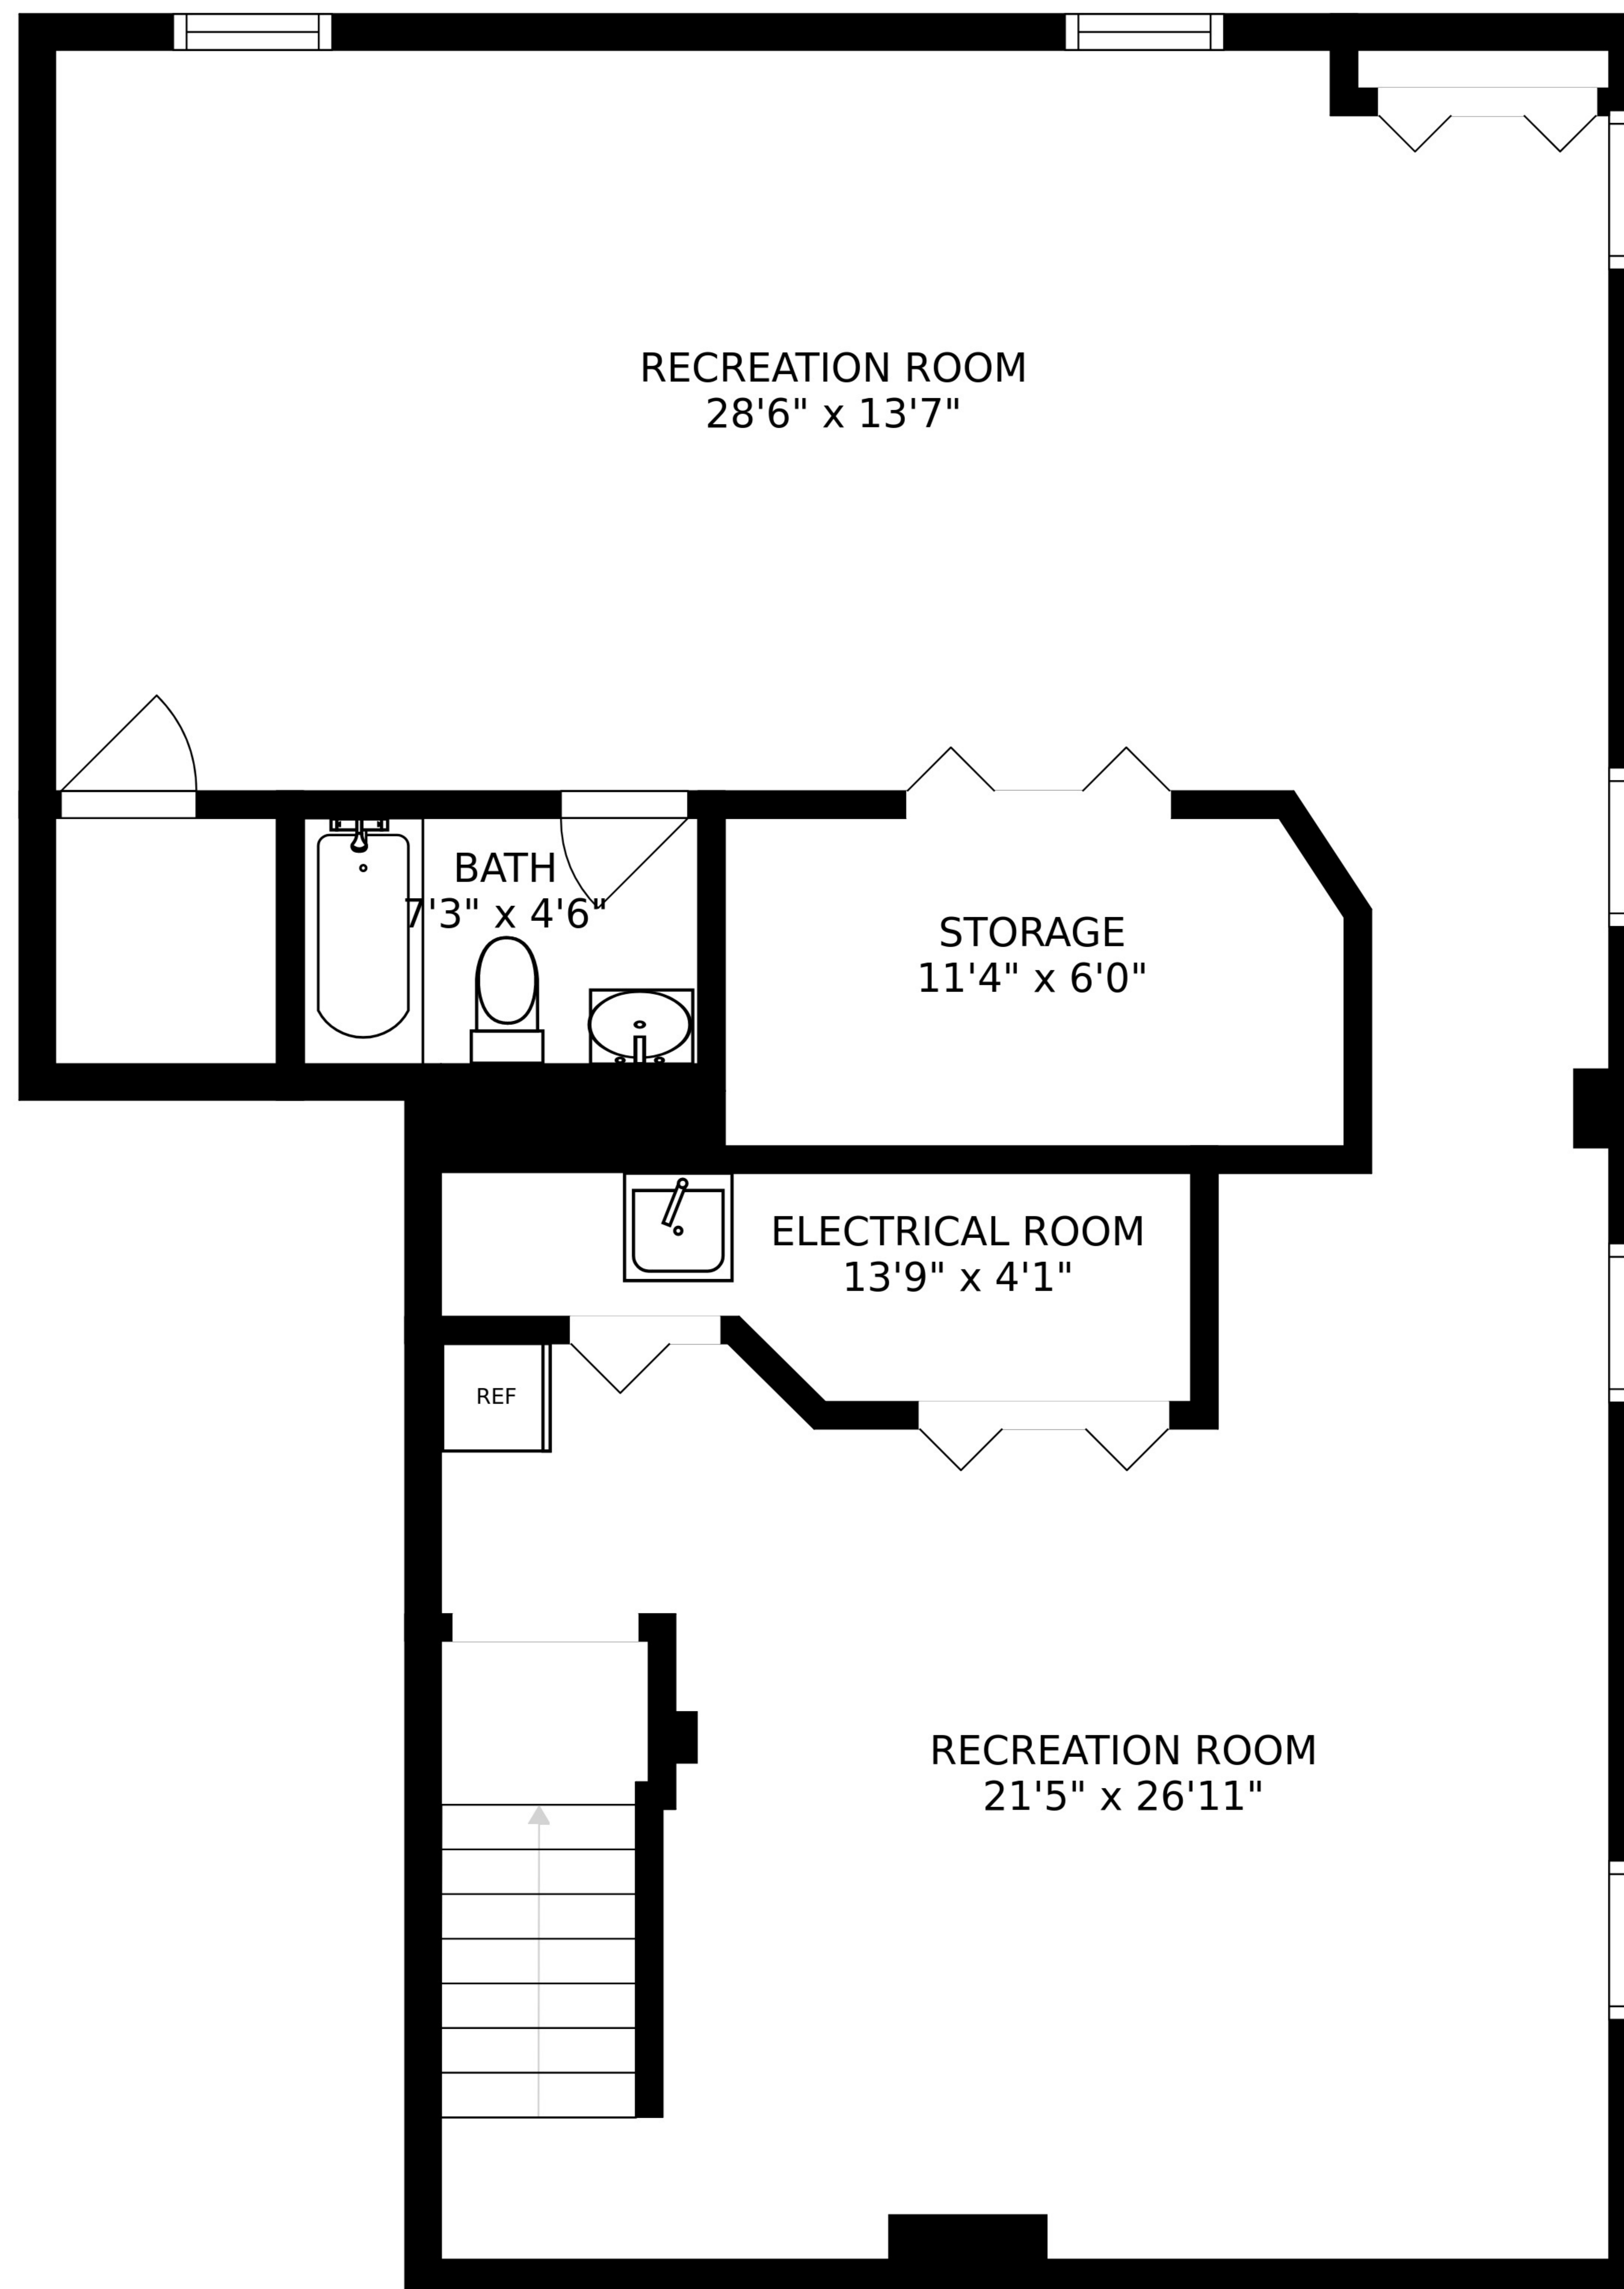 RECREATION ROOM
28'6" x 13'7"
BATH
7'3" x 4'6"
STORAGE
11'4" x 6'0"
ELECTRICAL ROOM
13'9" x 4'1"
REF
RECREATION ROOM
21'5" x 26'11"